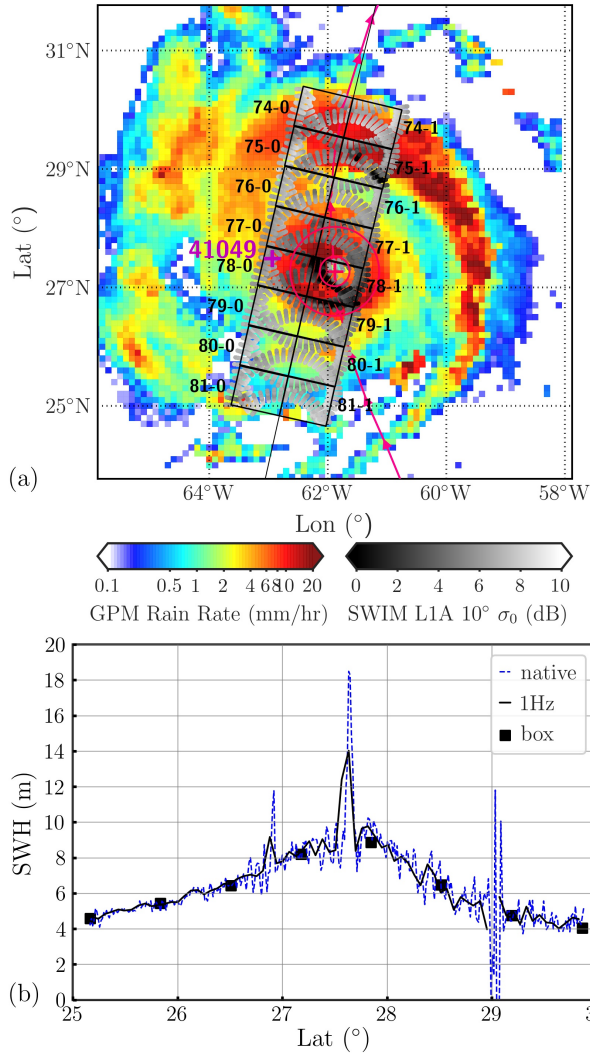 31°N
29°N
27°N
25°N
Lat (°)
74-0
74-1
75-0
75-1
76-0
76-1
77-0
77-1
41049
78-0
78-1
79-0
79-1
80-0
80-1
81-0
81-1
(a)
64°W 62°W 60°W 58°W
Lon (°)
0.1 0.5 1 2 4 6 8 10 20
GPM Rain Rate (mm/hr)
0 2 4 6 8 10
SWIM L1A 10° σ0 (dB)
20
18
16
14
12
10
8
6
4
2
0
SWH (m)
native
1Hz
box
25 26 27 28 29 3
(b)
Lat (°)